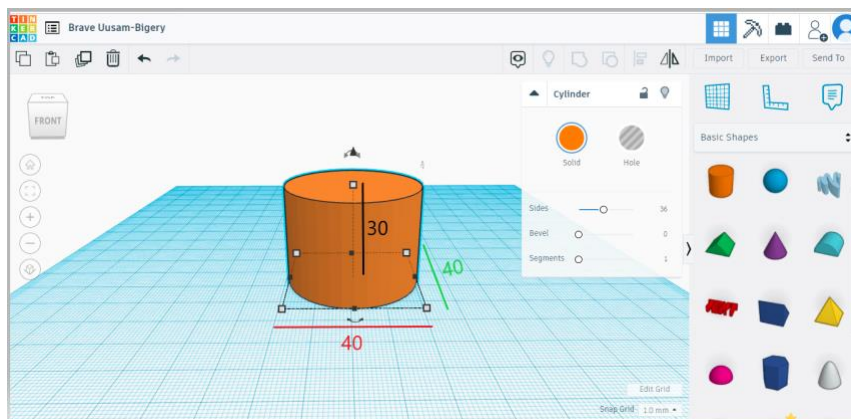 TIN
KER
CAD
Brave Uusam-Bigery
Import
Export
Send To
FRONT
Cylinder
Solid
Hole
Sides
36
Bevel
0
Segments
1
Basic Shapes
30
40
40
Edit Grid
Snap Grid 1.0 mm